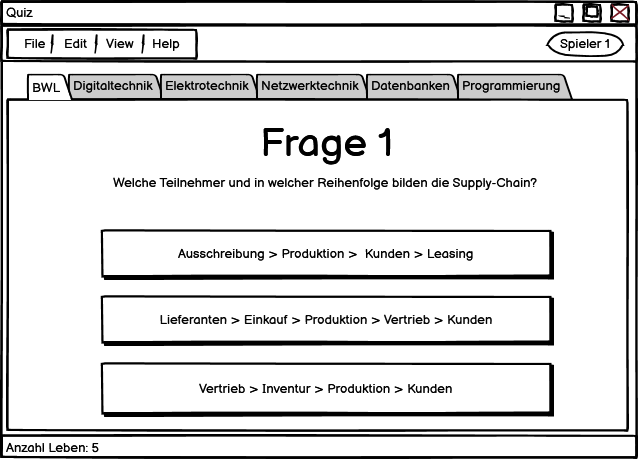 Quiz
File Edit View Help
Spieler 1
BWL Digitaltechnik Elektrotechnik Netzwerktechnik Datenbanken Programmierung
Frage 1
Welche Teilnehmer und in welcher Reihenfolge bilden die Supply-Chain?
Ausschreibung > Produktion > Kunden > Leasing
Lieferanten > Einkauf > Produktion > Vertrieb > Kunden
Vertrieb > Inventur > Produktion > Kunden
Anzahl Leben: 5